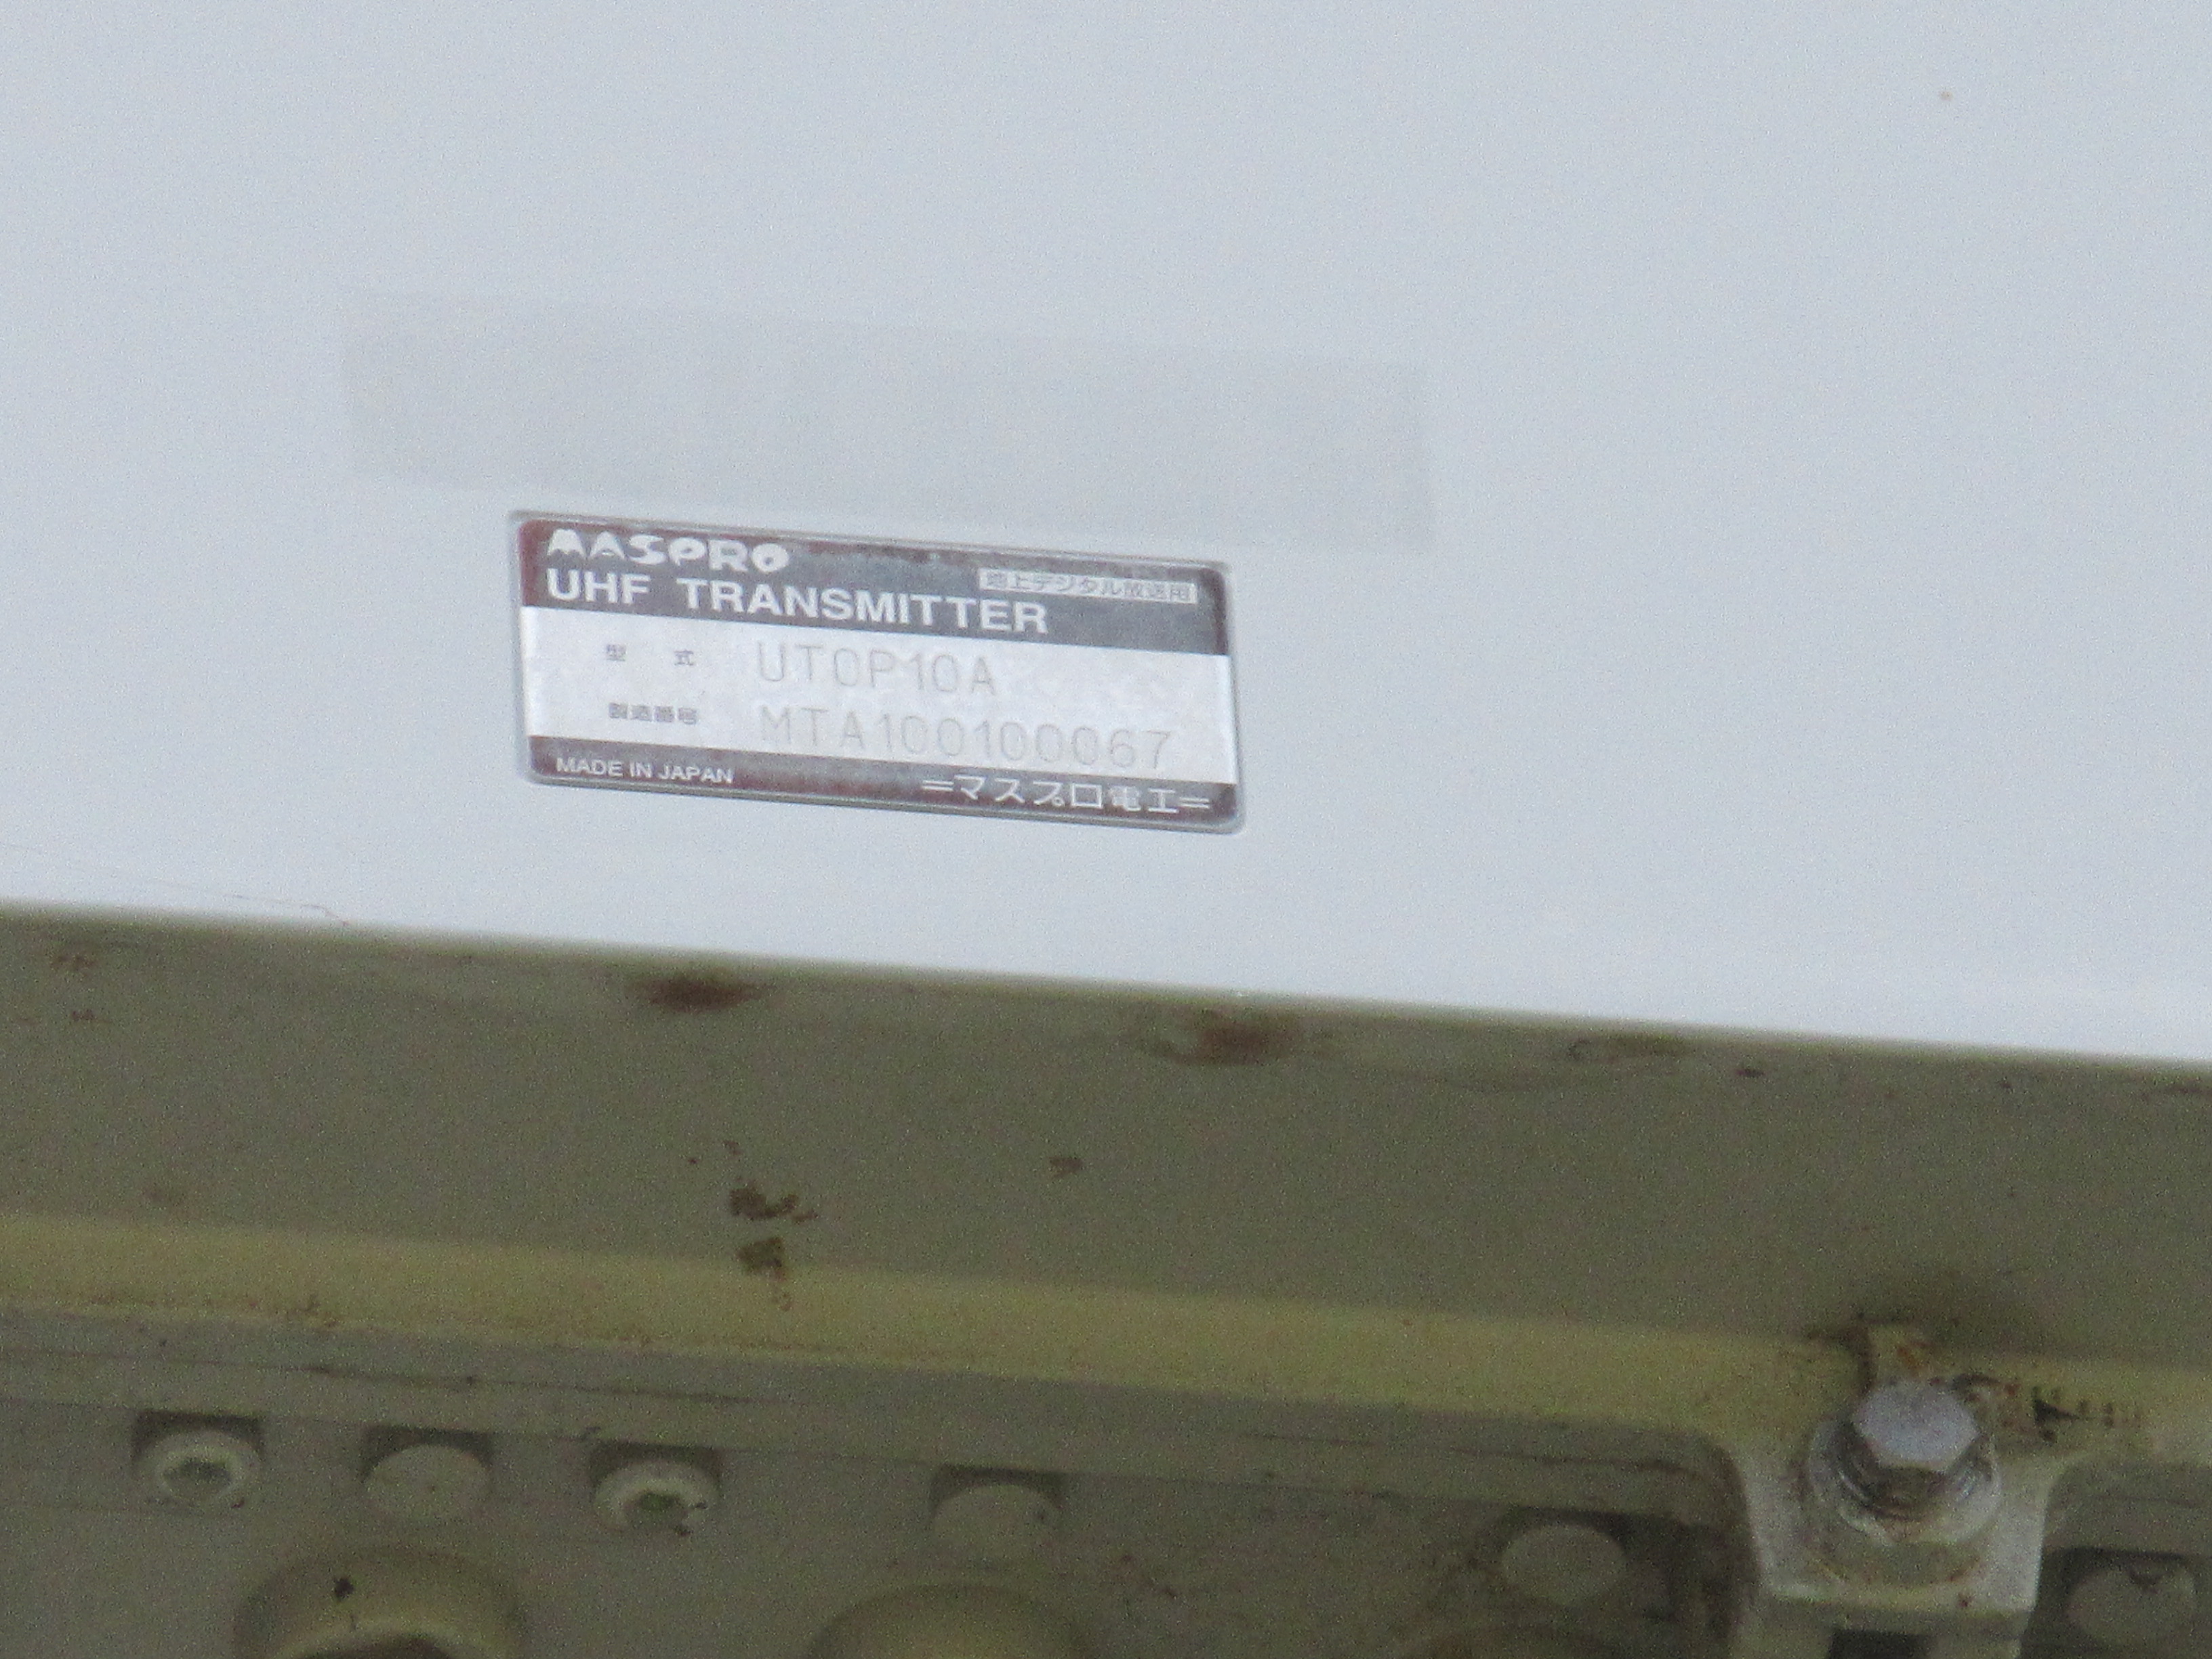 MASPRO
地上デジタル放送用
UHF TRANSMITTER
型 式 UTOP10A
製造番号 MTA100100067
MADE IN JAPAN =マスプロ電工=